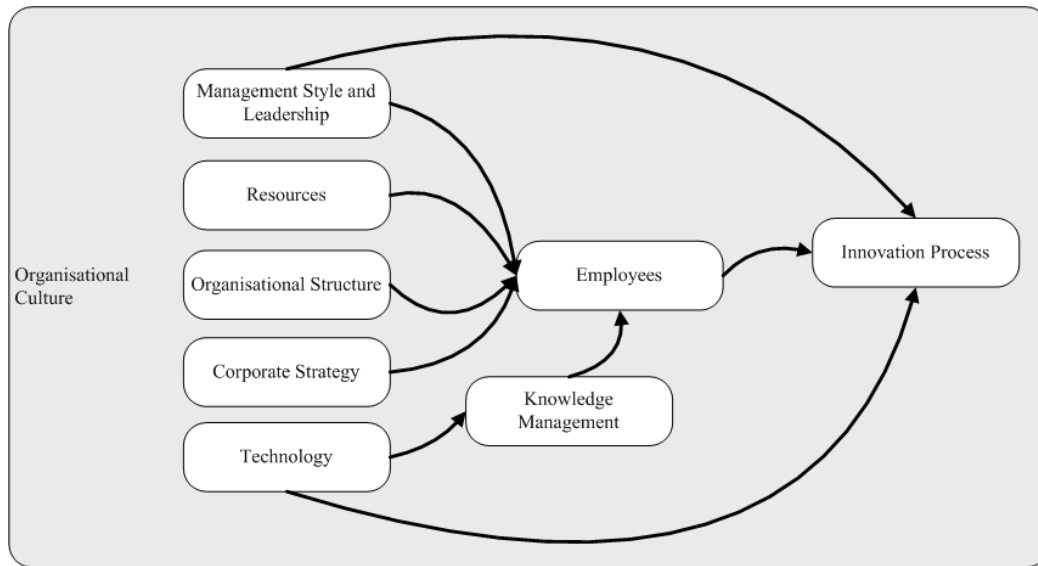 Management Style and
Leadership
Resources
Organisational Structure
Corporate Strategy
Technology
Organisational
Culture
Employees
Knowledge
Management
Innovation Process